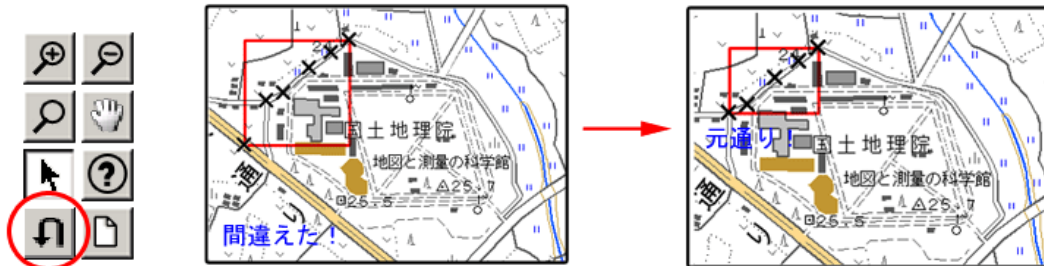 2
国土地理院
地図と測量の科学館
25.7
25.5
通り
間違えた！
2
元通り！
国土地理院
地図と測量の科学館
25.7
25.5
通り